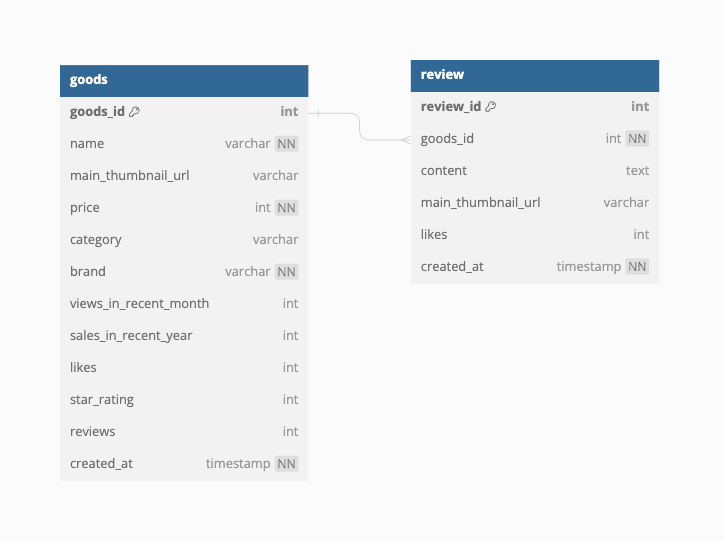 goods
goods_id int
name varchar NN
main_thumbnail_url varchar
price int NN
category varchar
brand varchar NN
views_in_recent_month int
sales_in_recent_year int
likes int
star_rating int
reviews int
created_at timestamp NN
review
review_id int
goods_id int NN
content text
main_thumbnail_url varchar
likes int
created_at timestamp NN